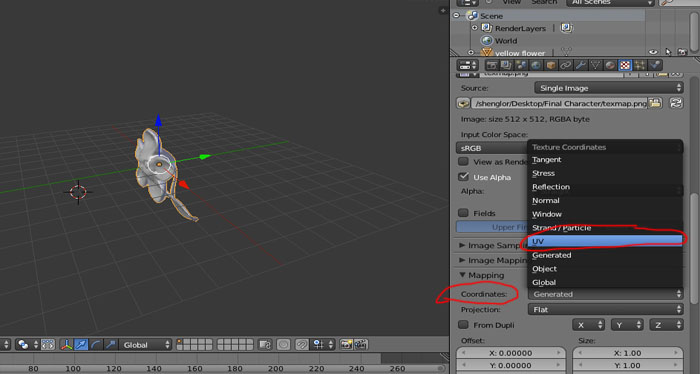 View
Search
All Scenes
Scene
RenderLayers
World
yellow flower
texmap.png
Source:
Single Image
/shenglor/Desktop/Final Character/texmap.png
Image: size 512 x 512, RGBA byte
Input Color Space:
sRGB
Texture Coordinates
View as Render
Tangent
Use Alpha
Stress
Alpha:
Reflection
Normal
Fields
Window
Upper Fi
Strand / Particle
UV
Image Sampli
Generated
Image Mappi
Object
Mapping
Global
Coordinates:
Generated
Projection:
Flat
From Dupli
X
Y
Z
Offset:
Size:
X: 0.00000
X: 1.00
Y: 0.00000
Y: 1.00
Global
80 100 120 140 160 180 200 220 240 260